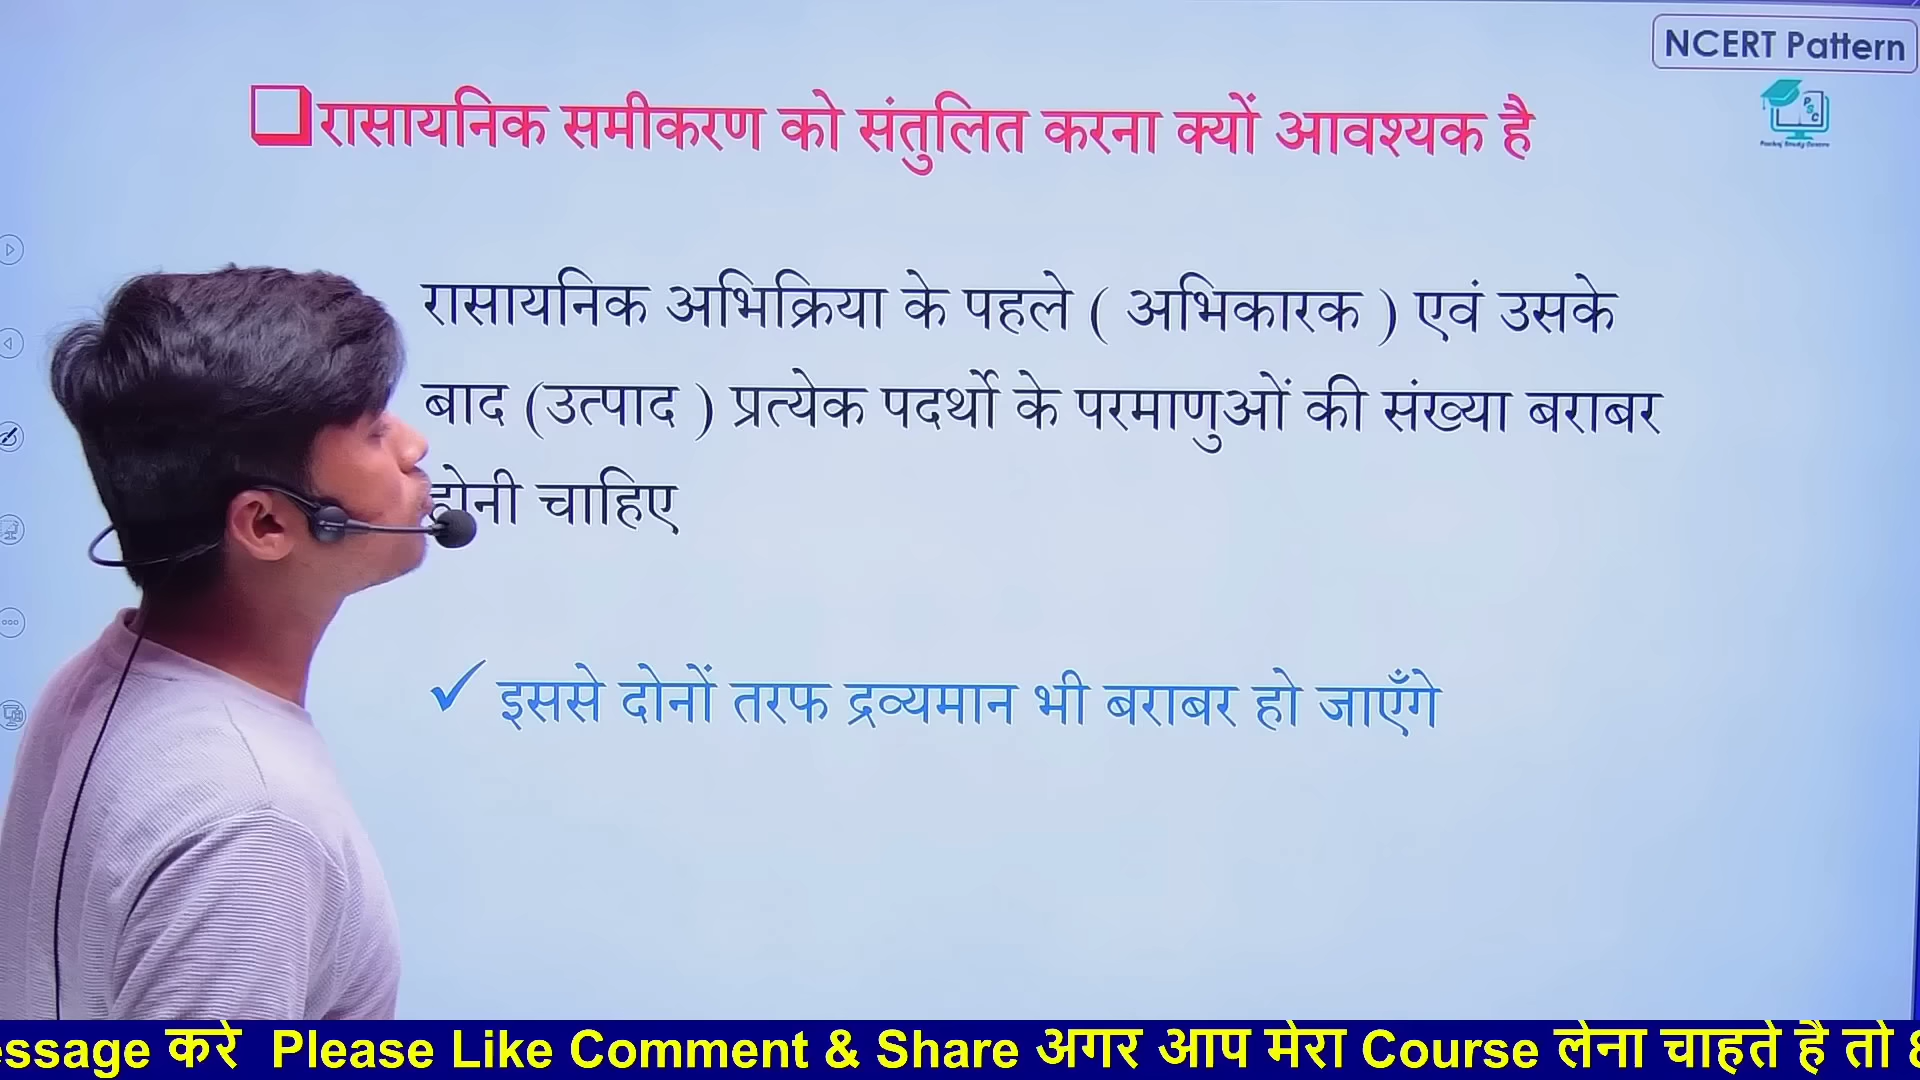 NCERT Pattern
रासायनिक समीकरण को संतुलित करना क्यों आवश्यक है
रासायनिक अभिक्रिया के पहले ( अभिकारक ) एवं उसके
बाद (उत्पाद ) प्रत्येक पदर्थो के परमाणुओं की संख्या बराबर
होनी चाहिए
✓ इससे दोनों तरफ द्रव्यमान भी बराबर हो जाएँगे
करे Please Like Comment & Share अगर आप मेरा Course लेना चाहते है तो